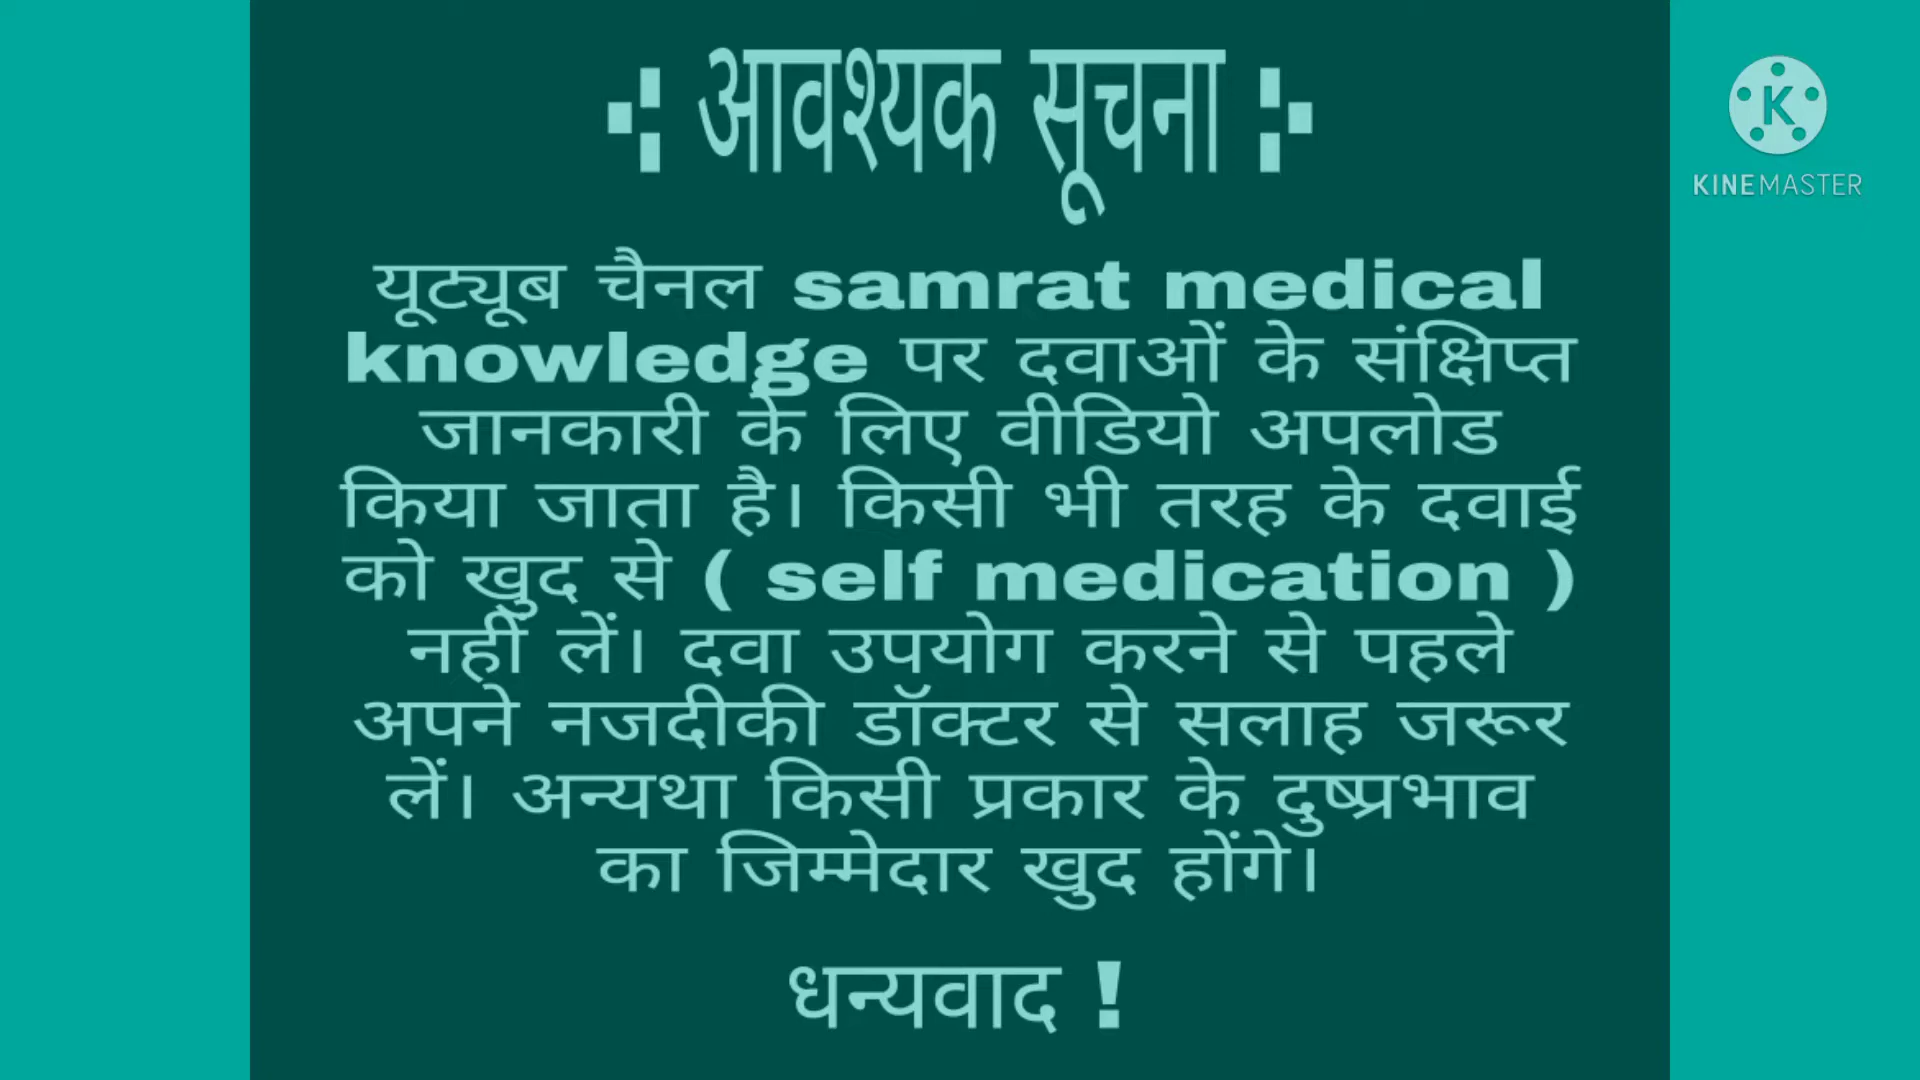 -: आवश्यक सूचना :-
यूट्यूब चैनल samrat medical
knowledge पर दवाओं के संक्षिप्त
जानकारी के लिए वीडियो अपलोड
किया जाता है। किसी भी तरह के दवाई
को खुद से ( self medication )
नहीं लें। दवा उपयोग करने से पहले
अपने नजदीकी डॉक्टर से सलाह जरूर
लें। अन्यथा किसी प्रकार के दुष्प्रभाव
का जिम्मेदार खुद होंगे।
धन्यवाद !
K
KINEMASTER